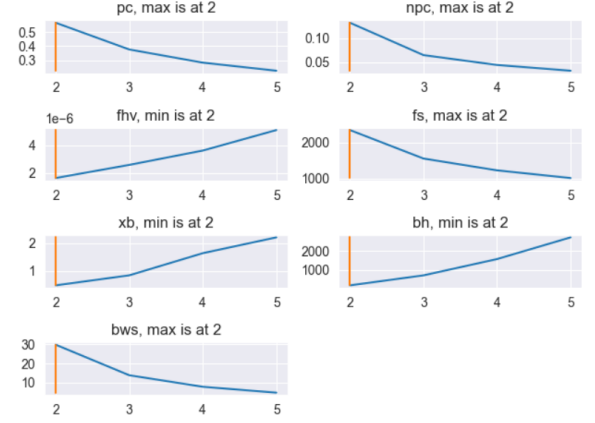 pc, max is at 2
0.5
0.4
0.3
2 3 4 5
npc, max is at 2
0.10
0.05
2 3 4 5
1e−6
fhv, min is at 2
4
2
2 3 4 5
fs, max is at 2
2000
1000
2 3 4 5
xb, min is at 2
2
1
2 3 4 5
bh, min is at 2
2000
1000
2 3 4 5
bws, max is at 2
30
20
10
2 3 4 5